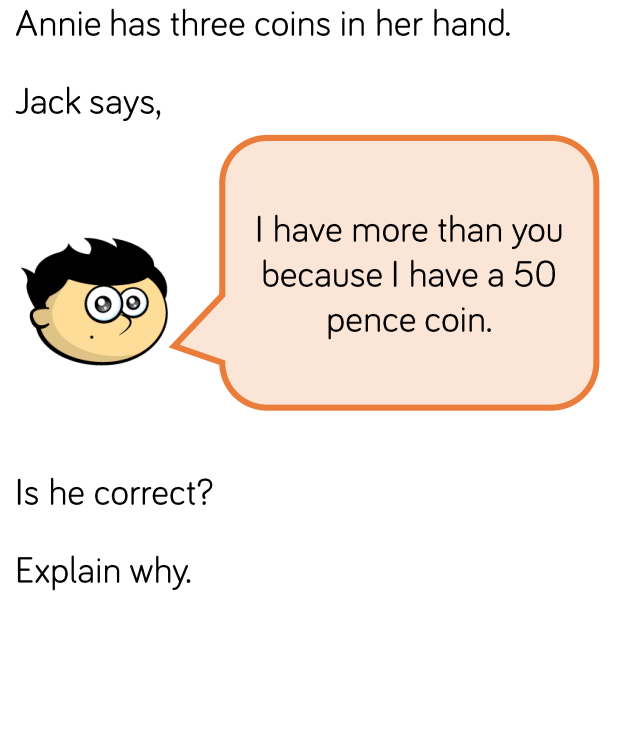 Annie has three coins in her hand.
Jack says,
I have more than you
because I have a 50
pence coin.
Is he correct?
Explain why.